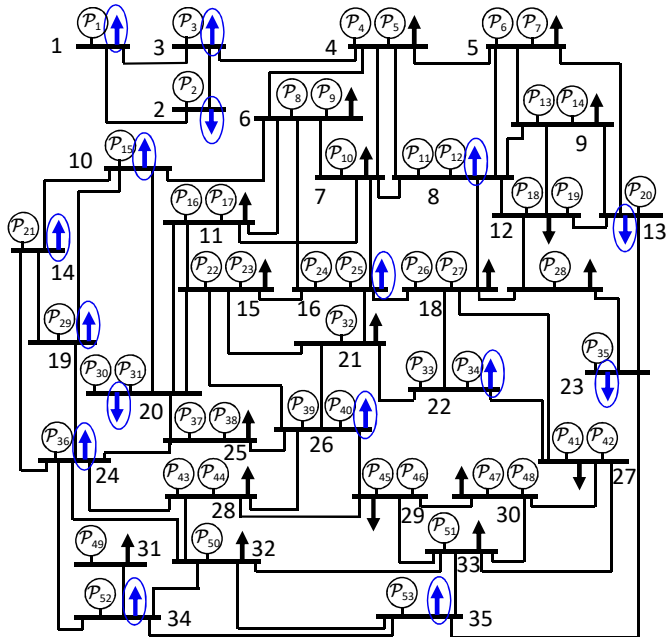 𝒫1 𝒫3 𝒫4 𝒫5 𝒫6 𝒫7
1 3 4 5
𝒫2 𝒫8 𝒫9 𝒫13 𝒫14
2 6 9
𝒫15 𝒫10 𝒫11 𝒫12
10 7 8
𝒫16 𝒫17 𝒫18 𝒫19 𝒫20
11 12 13
𝒫21 𝒫22 𝒫23 𝒫24 𝒫25 𝒫26 𝒫27 𝒫28
14 15 16 18
𝒫29 𝒫32 𝒫35
19 21 23
𝒫30 𝒫31 𝒫33 𝒫34
20 22
𝒫36 𝒫37 𝒫38 𝒫39 𝒫40 𝒫41 𝒫42
24 25 26 27
𝒫43 𝒫44 𝒫45 𝒫46 𝒫47 𝒫48
28 29 30
𝒫49 𝒫50 𝒫51
31 32 33
𝒫52 𝒫53
34 35